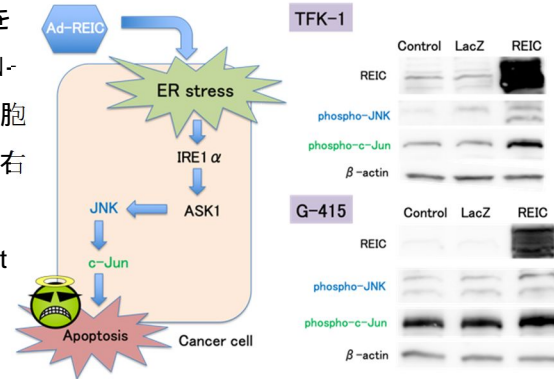 を
Ad-REIC
胞
右
t
ER stress
IRE1α
JNK
ASK1
c-Jun
Apoptosis
Cancer cell
TFK-1
Control LacZ REIC
REIC
phospho-JNK
phospho-c-Jun
β-actin
G-415
Control LacZ REIC
REIC
phospho-JNK
phospho-c-Jun
β-actin